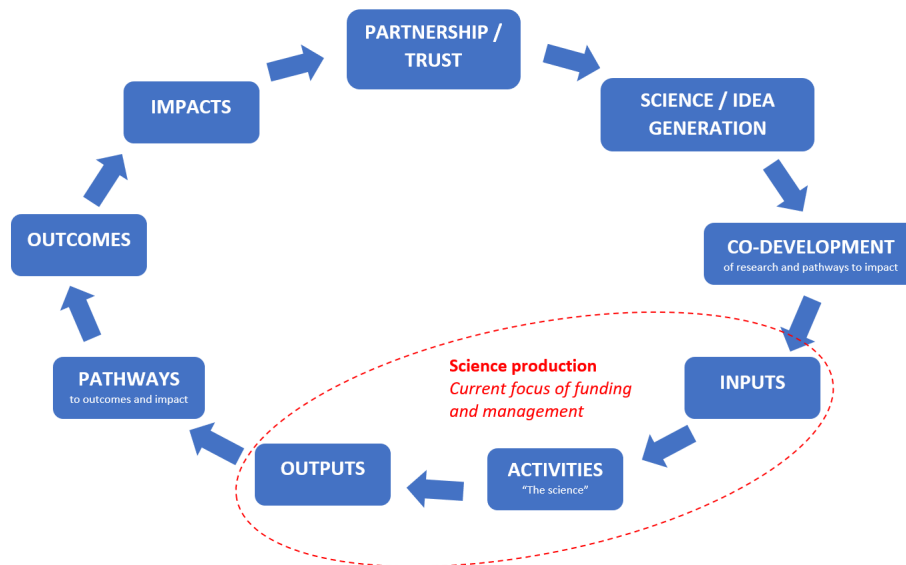 PARTNERSHIP /
TRUST
SCIENCE / IDEA
GENERATION
CO-DEVELOPMENT
of research and pathways to impact
INPUTS
ACTIVITIES
“The science”
OUTPUTS
PATHWAYS
to outcomes and impact
OUTCOMES
IMPACTS
Science production
Current focus of funding
and management